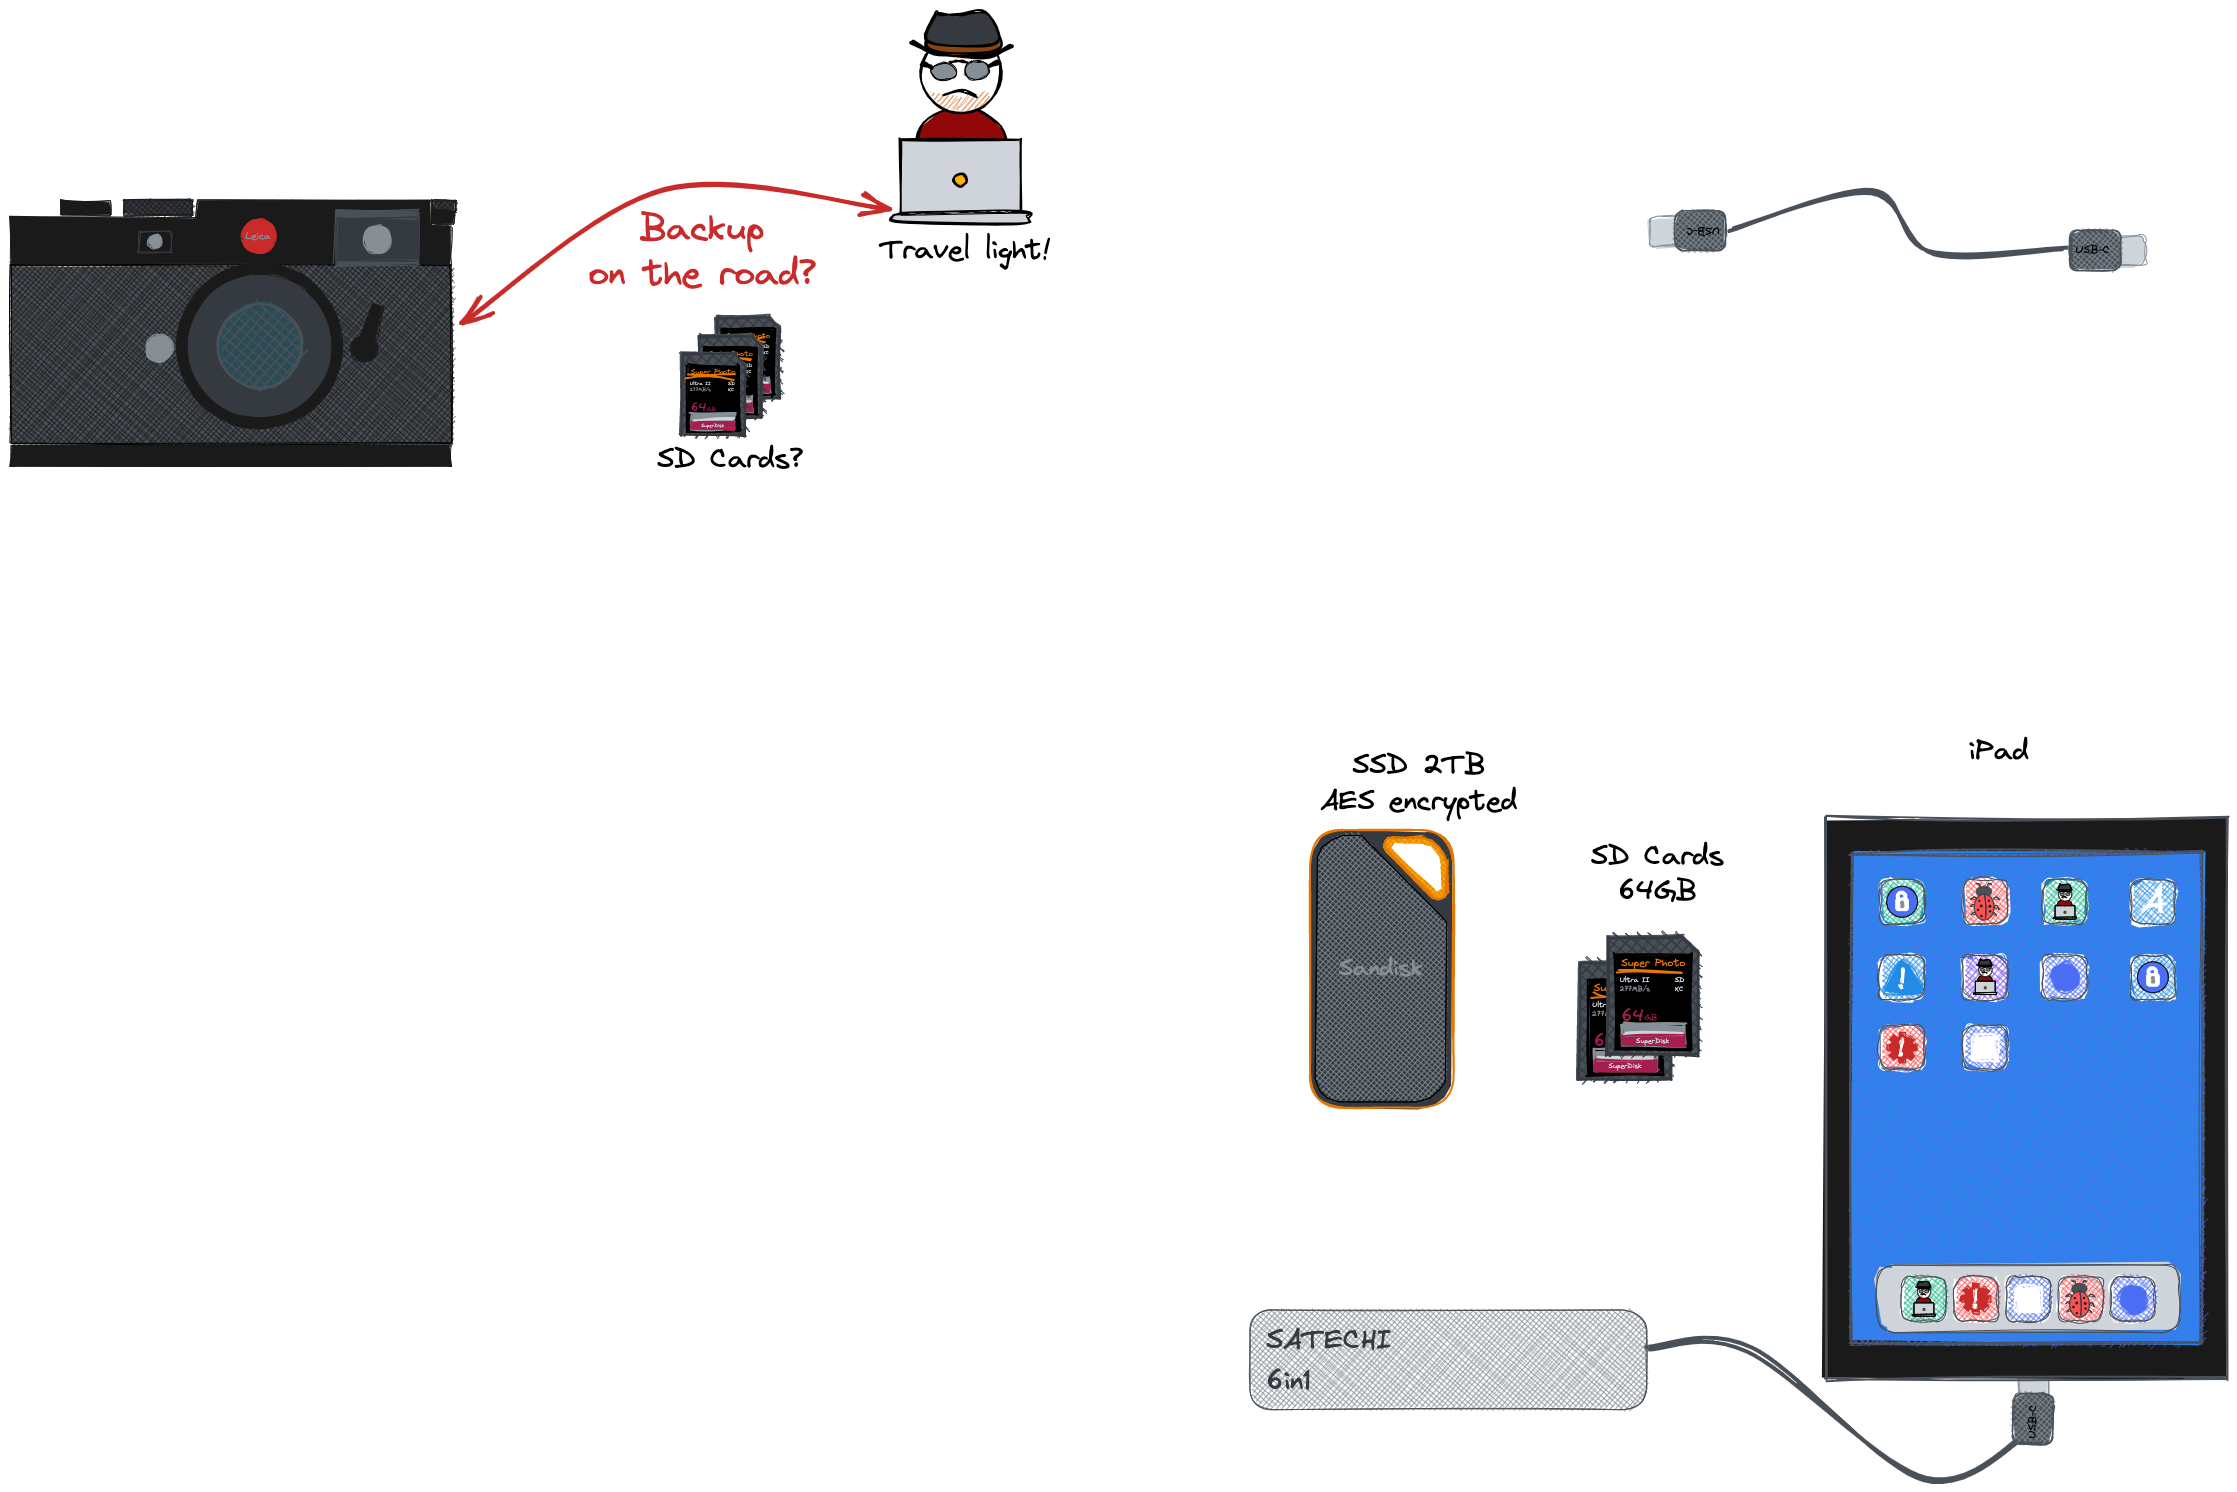 Leica
Backup
on the road?
Travel light!
Super Photo
Ultra II SD
277MB/s XC
64GB
SuperDisk
SD Cards?
USB-C
USB-C
SSD 2TB
AES encrypted
Sandisk
SD Cards
64GB
Super Photo
Ultra II SD
277MB/s XC
64GB
SuperDisk
SuperDisk
iPad
A
SATECHI
6in1
USB-C